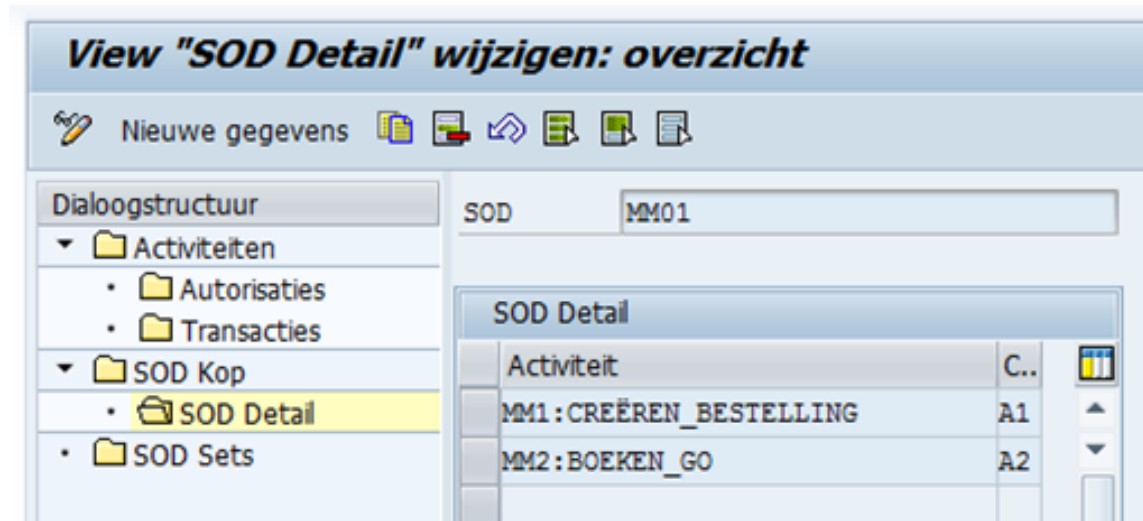 View "SOD Detail" wijzigen: overzicht
Nieuwe gegevens
Dialoogstructuur
Activiteiten
Autorisaties
Transacties
SOD Kop
SOD Detail
SOD Sets
SOD MM01
SOD Detail
Activiteit C..
MM1:CREËREN_BESTELLING A1
MM2:BOEKEN_GO A2